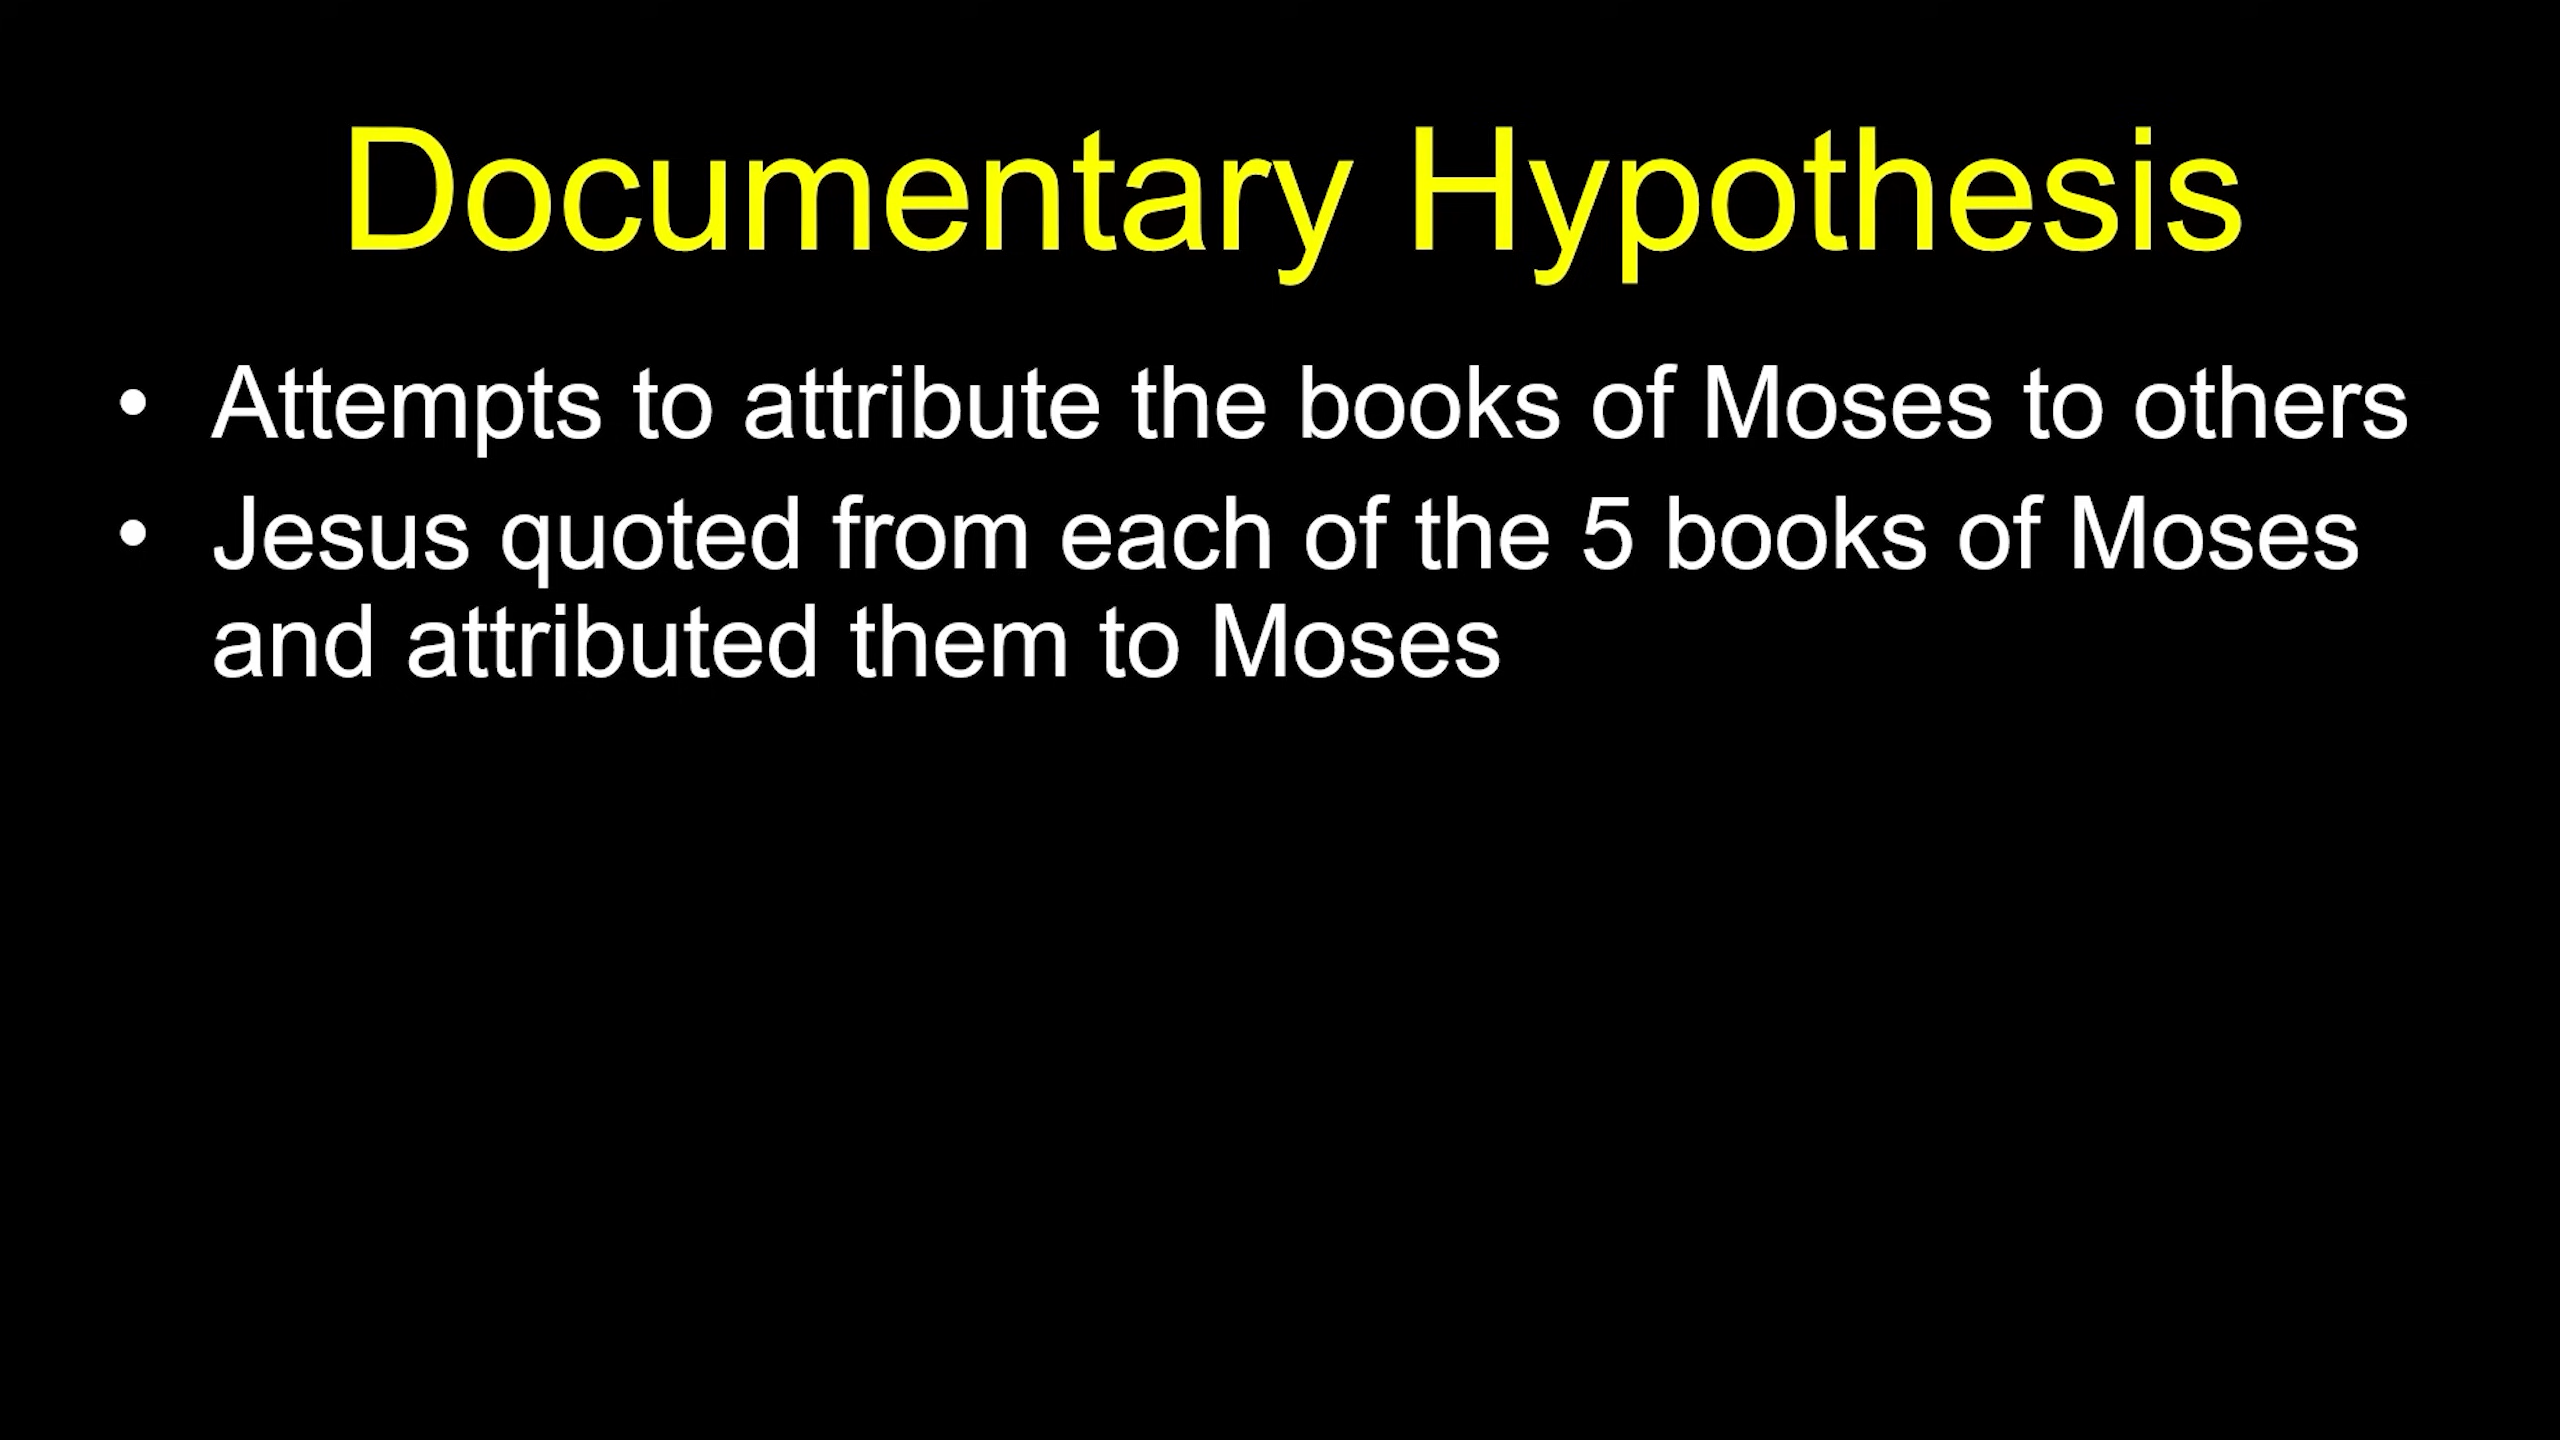 Documentary Hypothesis
• Attempts to attribute the books of Moses to others
• Jesus quoted from each of the 5 books of Moses
and attributed them to Moses